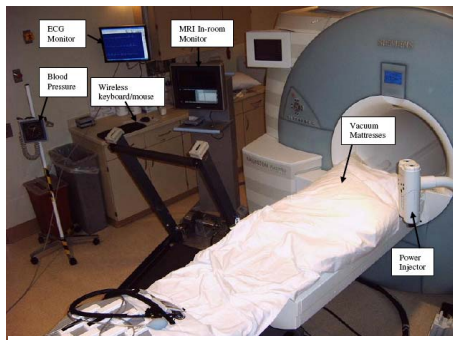 ECG
Monitor
MRI In-room
Monitor
Blood
Pressure
Wireless
keyboard/mouse
Vacuum
Mattresses
Power
Injector